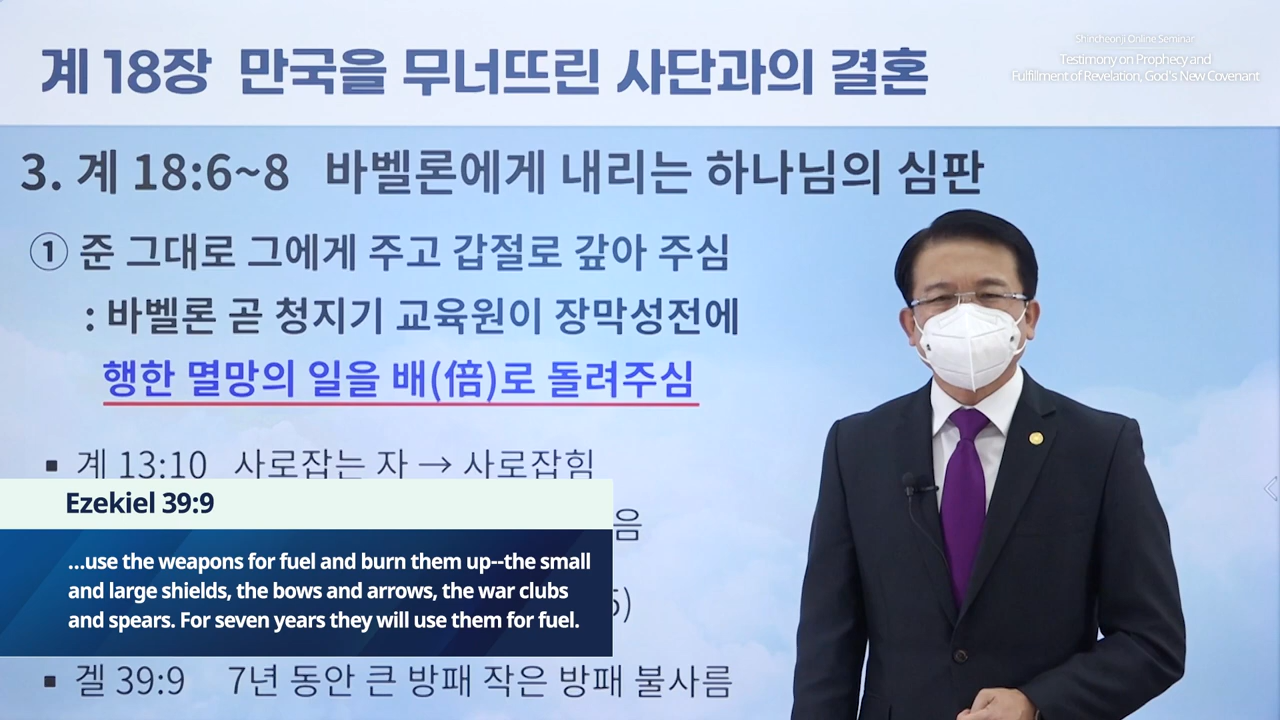 계 18장 만국을 무너뜨린 사단과의 결혼
Shincheonji Online Seminar
Testimony on Prophecy and
Fulfillment of Revelation, God's New Covenant
3. 계 18:6~8 바벨론에게 내리는 하나님의 심판
① 준 그대로 그에게 주고 갑절로 갚아 주심
: 바벨론 곧 청지기 교육원이 장막성전에
행한 멸망의 일을 배(倍)로 돌려주심
▪ 계 13:10 사로잡는 자 → 사로잡힘
음
5)
Ezekiel 39:9
...use the weapons for fuel and burn them up--the small
and large shields, the bows and arrows, the war clubs
and spears. For seven years they will use them for fuel.
▪ 겔 39:9 7년 동안 큰 방패 작은 방패 불사름